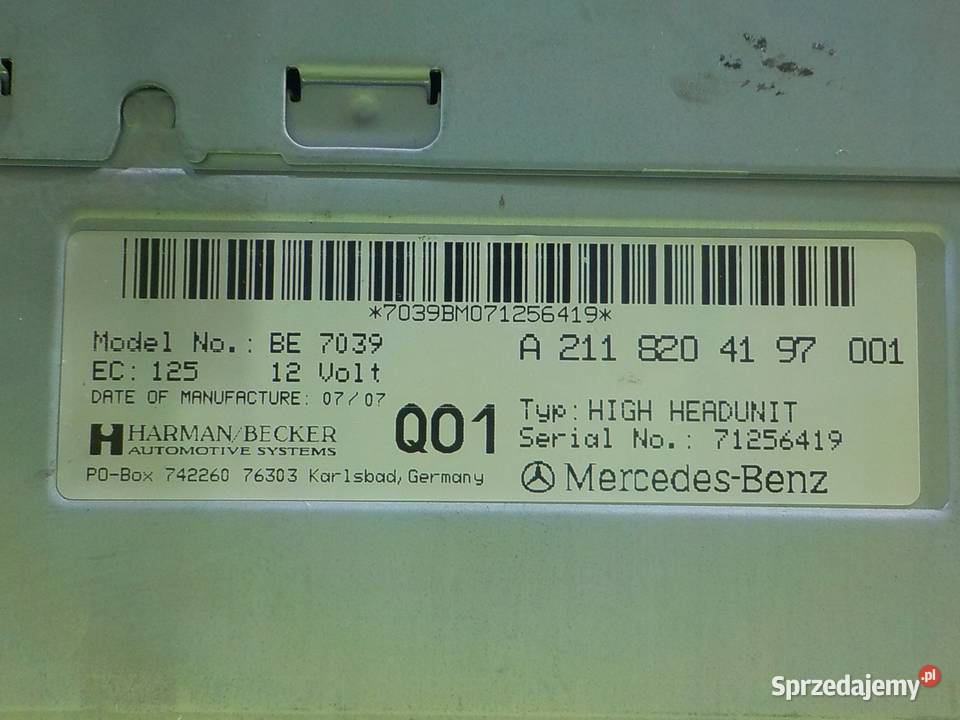 *7039BM071256419*
Model No.: BE 7039
A 211 820 41 97 001
EC: 125 12 Volt
DATE OF MANUFACTURE: 07/07
Q01
Typ: HIGH HEADUNIT
HARMAN/BECKER
AUTOMOTIVE SYSTEMS
Serial No.: 71256419
PO-Box 742260 76303 Karlsbad, Germany
Mercedes-Benz
Sprzedajemy.pl